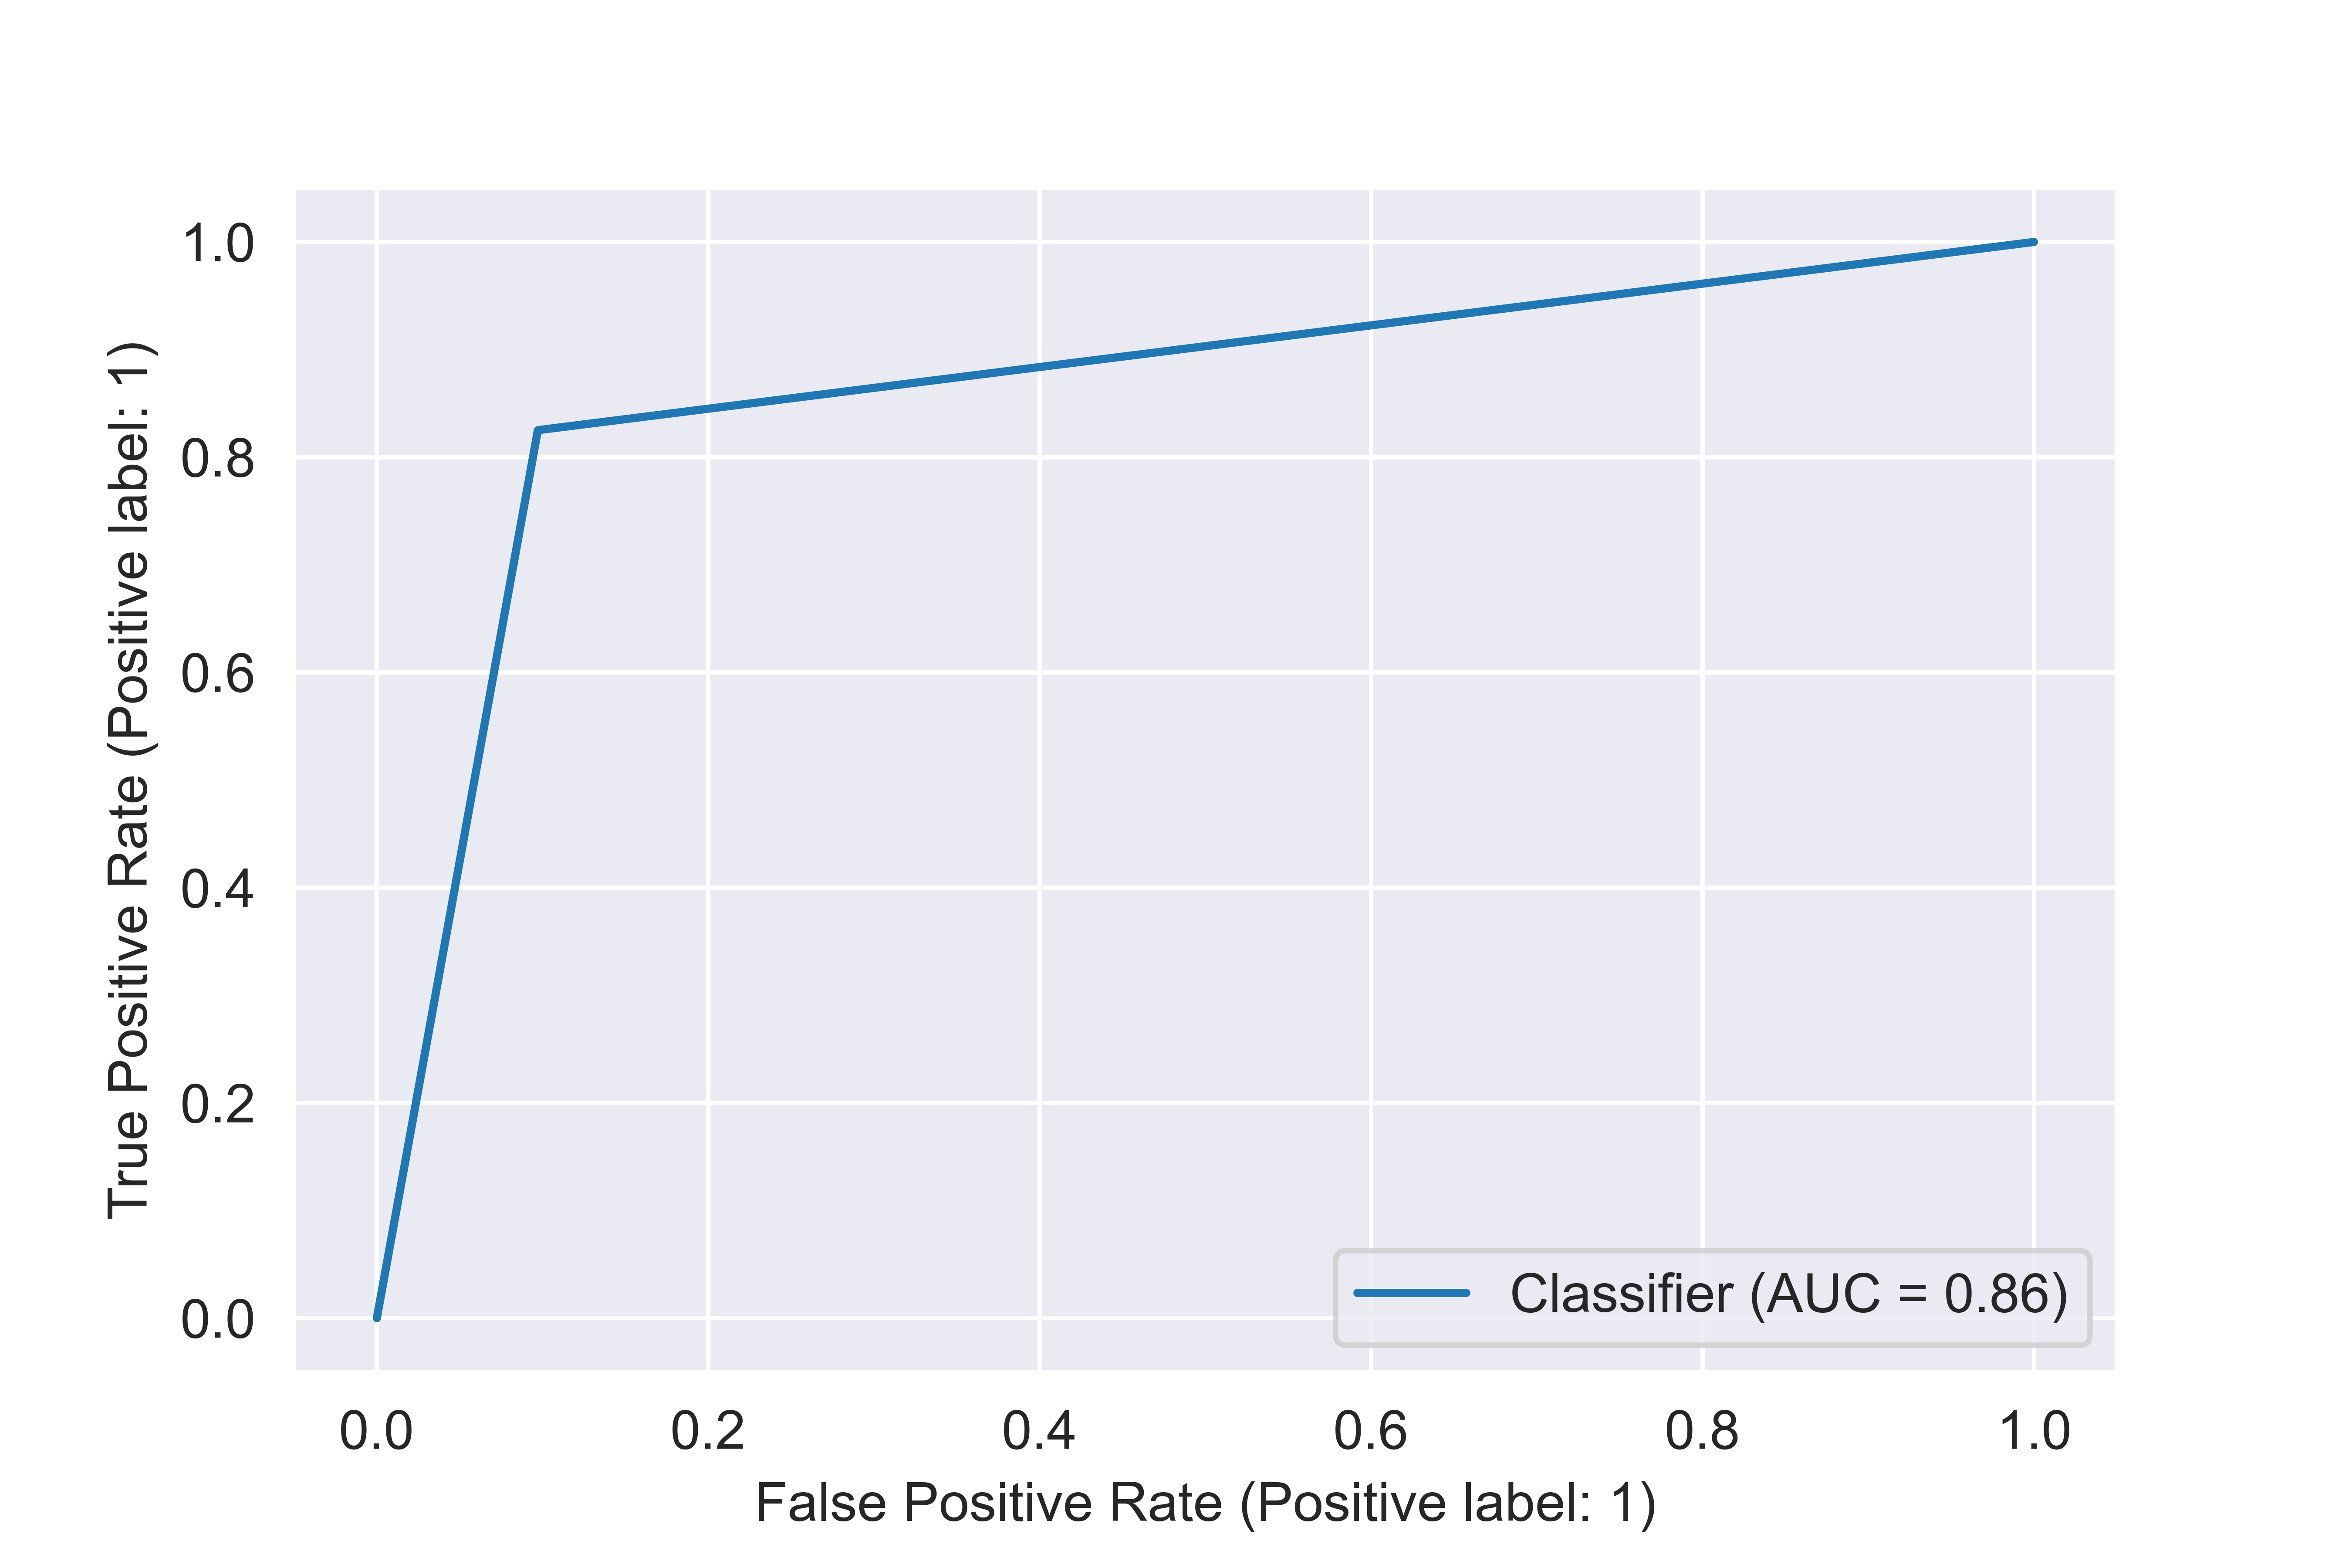 1.0
0.8
0.6
0.4
0.2
0.0
True Positive Rate (Positive label: 1)
Classifier (AUC = 0.86)
0.0 0.2 0.4 0.6 0.8 1.0
False Positive Rate (Positive label: 1)